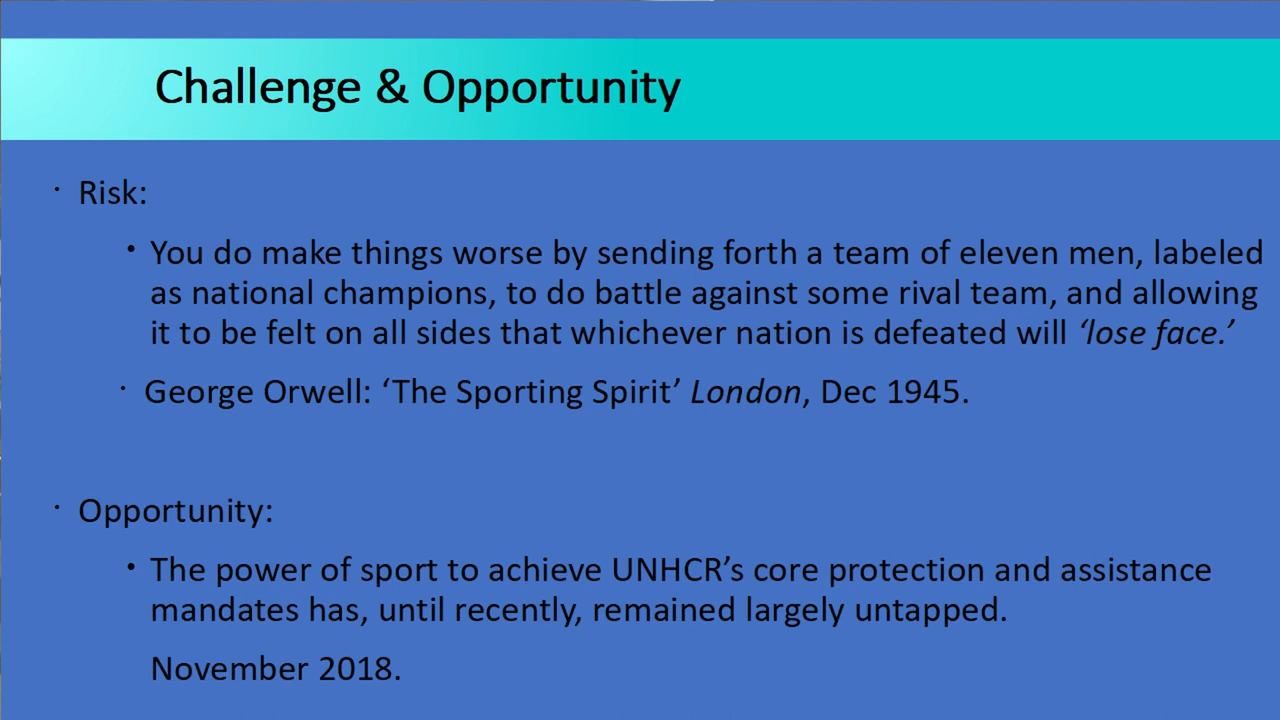 Challenge & Opportunity
· Risk:
• You do make things worse by sending forth a team of eleven men, labeled
as national champions, to do battle against some rival team, and allowing
it to be felt on all sides that whichever nation is defeated will ‘lose face.’
· George Orwell: ‘The Sporting Spirit’ London, Dec 1945.
· Opportunity:
• The power of sport to achieve UNHCR’s core protection and assistance
mandates has, until recently, remained largely untapped.
November 2018.